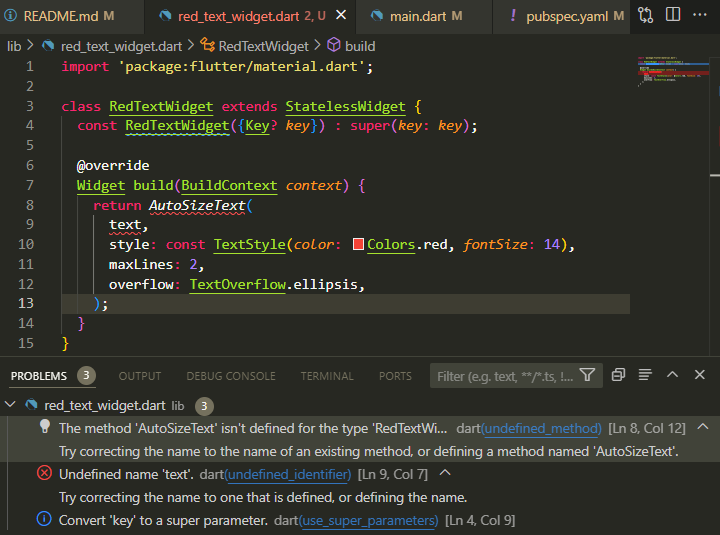 README.md M red_text_widget.dart 2, U main.dart M pubspec.yaml M
lib > red_text_widget.dart > RedTextWidget > build
1 import 'package:flutter/material.dart';
2
3 class RedTextWidget extends StatelessWidget {
4 const RedTextWidget({Key? key}) : super(key: key);
5
6 @override
7 Widget build(BuildContext context) {
8 return AutoSizeText(
9 text,
10 style: const TextStyle(color: Colors.red, fontSize: 14),
11 maxLines: 2,
12 overflow: TextOverflow.ellipsis,
13 );
14 }
15 }
PROBLEMS 3 OUTPUT DEBUG CONSOLE TERMINAL PORTS Filter (e.g. text, **/*.ts, !...
red_text_widget.dart lib 3
The method 'AutoSizeText' isn't defined for the type 'RedTextWi... dart(undefined_method) [Ln 8, Col 12]
Try correcting the name to the name of an existing method, or defining a method named 'AutoSizeText'.
Undefined name 'text'. dart(undefined_identifier) [Ln 9, Col 7]
Try correcting the name to one that is defined, or defining the name.
Convert 'key' to a super parameter. dart(use_super_parameters) [Ln 4, Col 9]